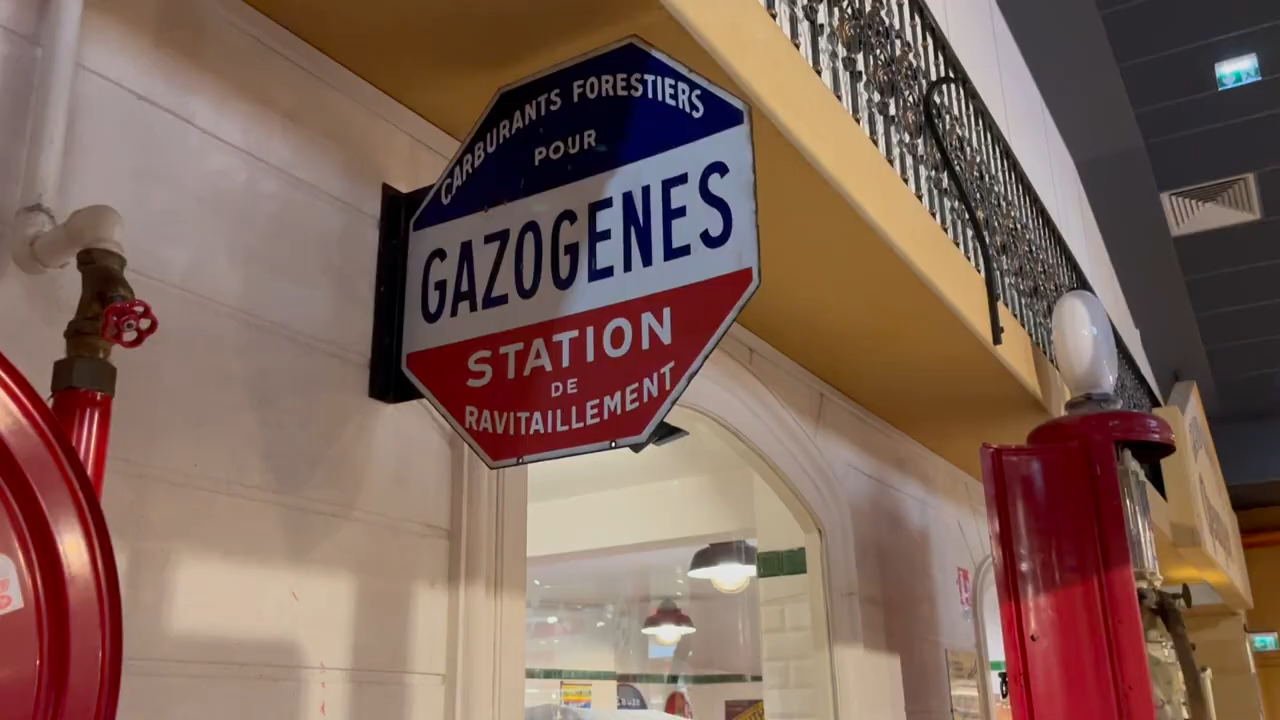 CARBURANTS FORESTIERS
POUR
GAZOGENES
STATION
DE
RAVITAILLEMENT